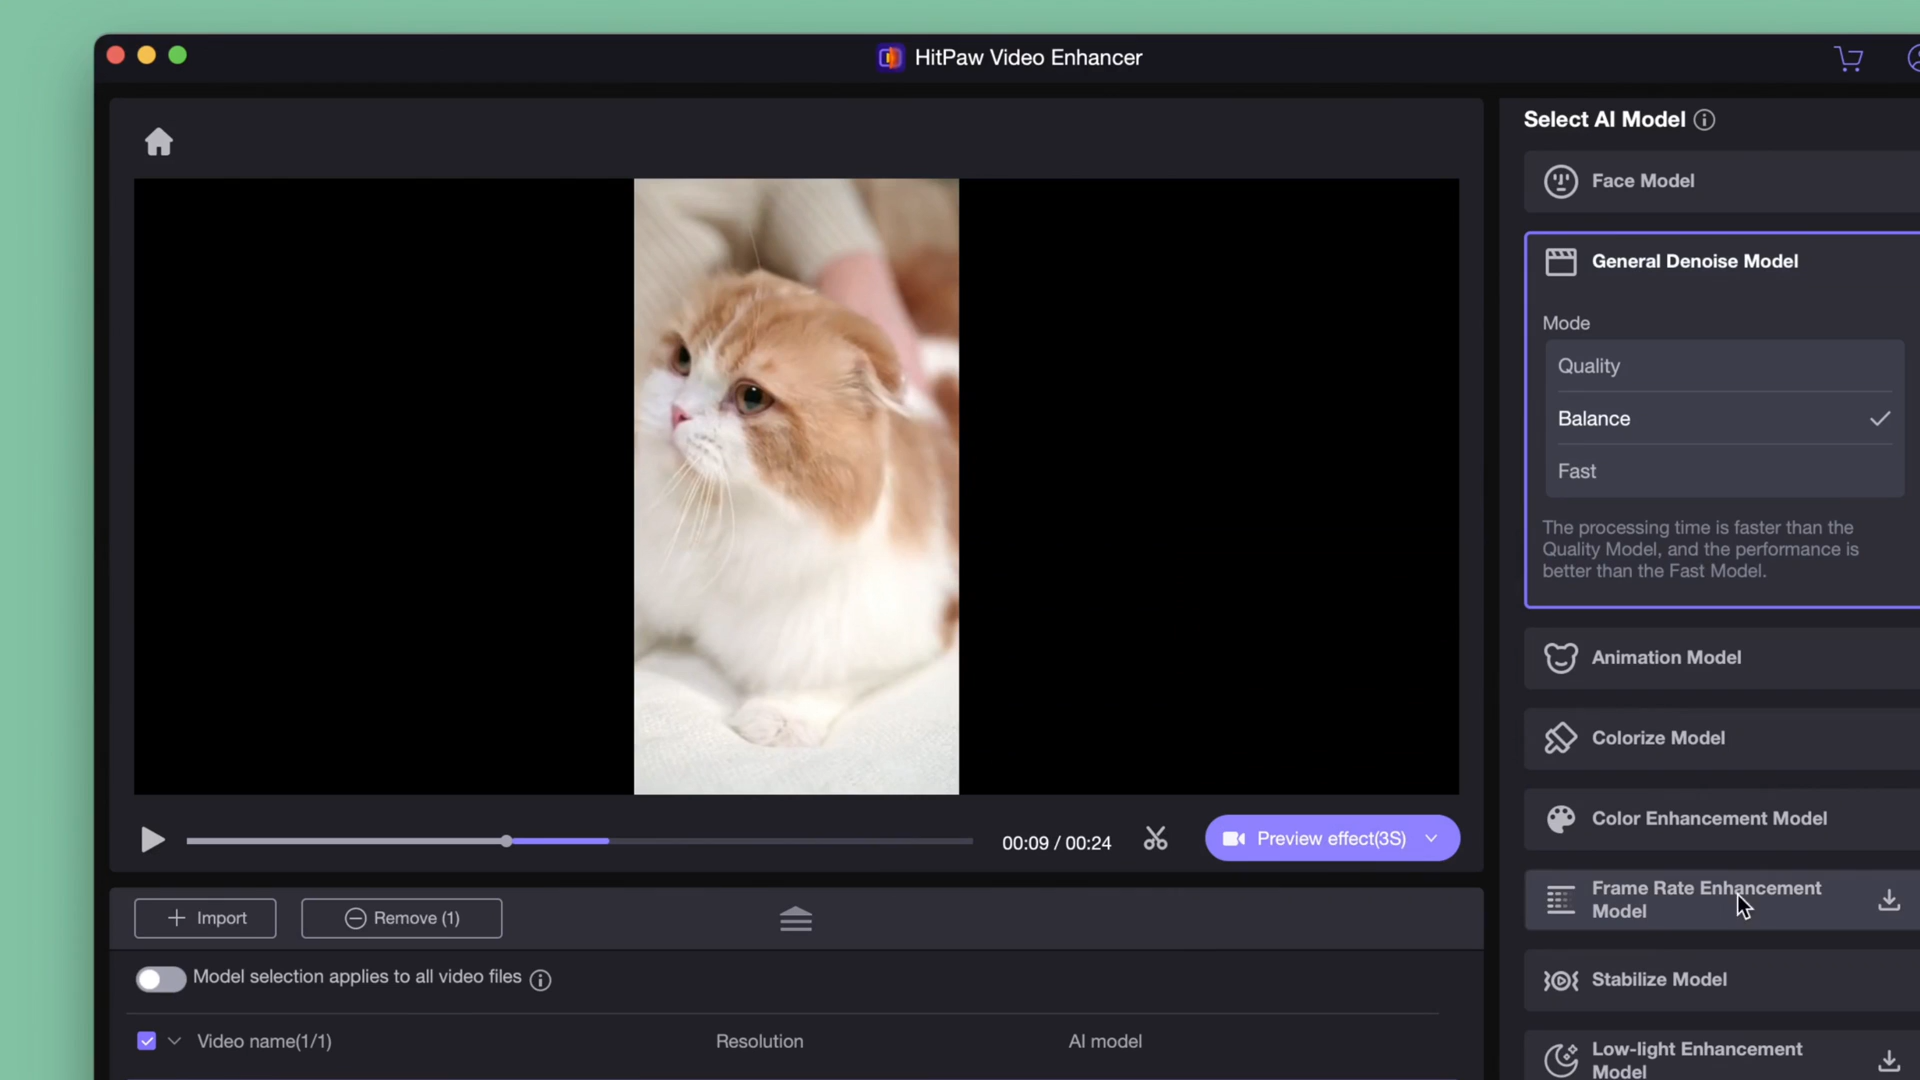 HitPaw Video Enhancer
Select AI Model
Face Model
General Denoise Model
Mode
Quality
Balance
Fast
The processing time is faster than the
Quality Model, and the performance is
better than the Fast Model.
Animation Model
Colorize Model
Color Enhancement Model
Frame Rate Enhancement
Model
Stabilize Model
Low-light Enhancement
Model
00:09 / 00:24
Preview effect(3S)
Import
Remove (1)
Model selection applies to all video files
Video name(1/1)
Resolution
AI model